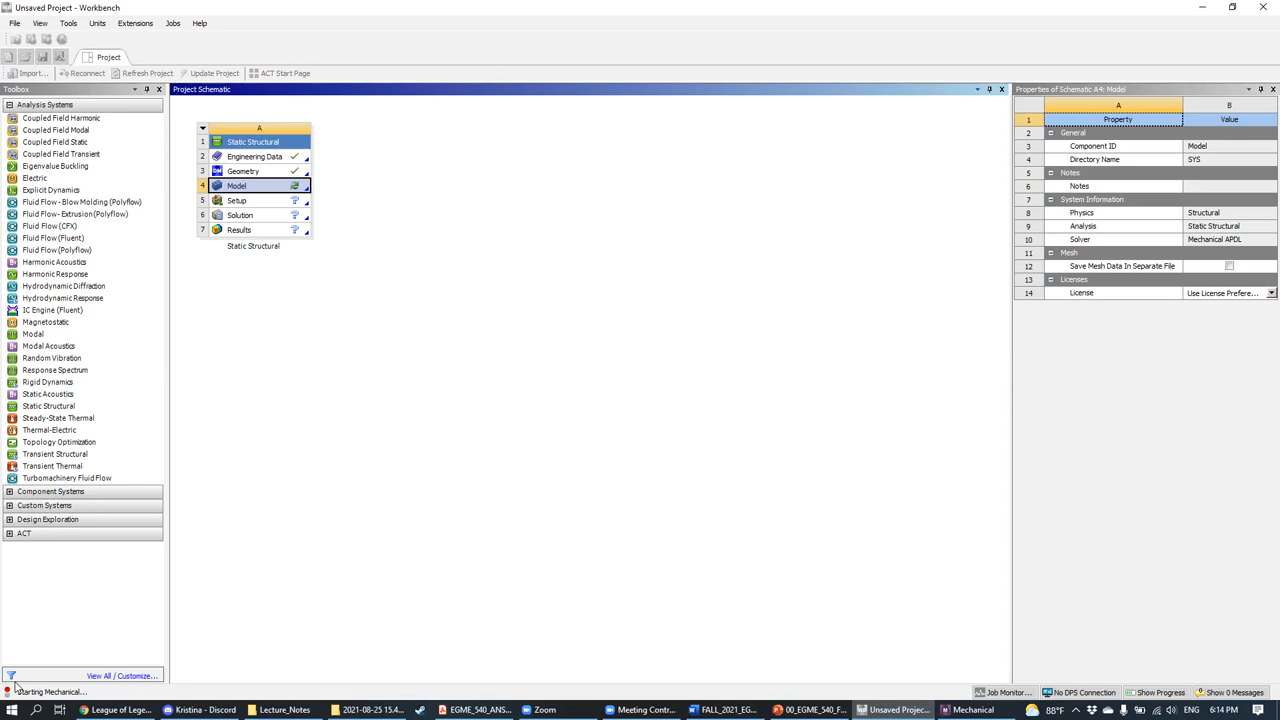 Unsaved Project - Workbench
File View Tools Units Extensions Jobs Help
Project
Import... Reconnect Refresh Project Update Project ACT Start Page
Toolbox
Analysis Systems
Coupled Field Harmonic
Coupled Field Modal
Coupled Field Static
Coupled Field Transient
Eigenvalue Buckling
Electric
Explicit Dynamics
Fluid Flow - Blow Molding (Polyflow)
Fluid Flow - Extrusion (Polyflow)
Fluid Flow (CFX)
Fluid Flow (Fluent)
Fluid Flow (Polyflow)
Harmonic Acoustics
Harmonic Response
Hydrodynamic Diffraction
Hydrodynamic Response
IC Engine (Fluent)
Magnetostatic
Modal
Modal Acoustics
Random Vibration
Response Spectrum
Rigid Dynamics
Static Acoustics
Static Structural
Steady-State Thermal
Thermal-Electric
Topology Optimization
Transient Structural
Transient Thermal
Turbomachinery Fluid Flow
Component Systems
Custom Systems
Design Exploration
ACT
View All / Customize...
Project Schematic
A
1 Static Structural
2 Engineering Data
3 Geometry
4 Model
5 Setup
6 Solution
7 Results
Static Structural
Properties of Schematic A4: Model
A B
1 Property Value
2 General
3 Component ID Model
4 Directory Name SYS
5 Notes
6 Notes
7 System Information
8 Physics Structural
9 Analysis Static Structural
10 Solver Mechanical APDL
11 Mesh
12 Save Mesh Data In Separate File
13 Licenses
14 License Use License Prefere...
Starting Mechanical...
Job Monitor... No DPS Connection Show Progress Show 0 Messages
League of Lege... Kristina - Discord Lecture_Notes 2021-08-25 15.4... EGME_540_ANS... Zoom Meeting Contr... FALL_2021_EG... 00_EGME_540_F... Unsaved Projec... Mechanical 88°F 6:14 PM